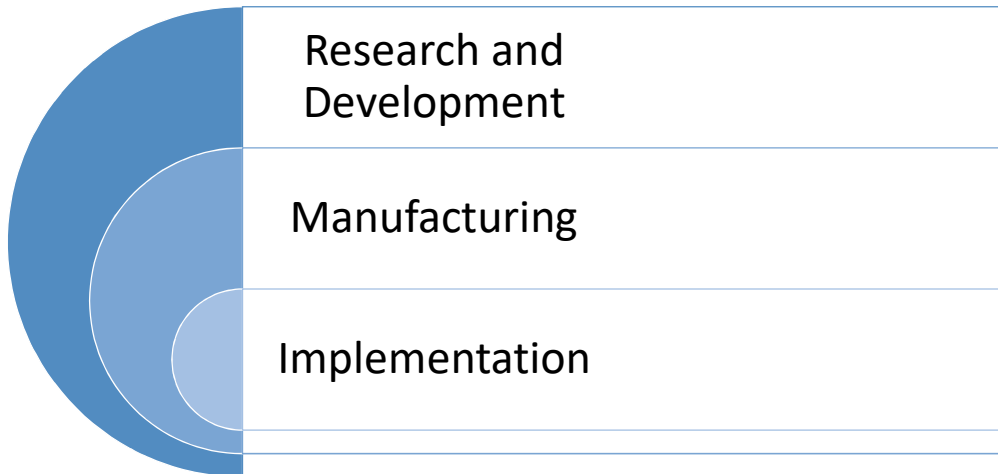 Research and
Development
Manufacturing
Implementation